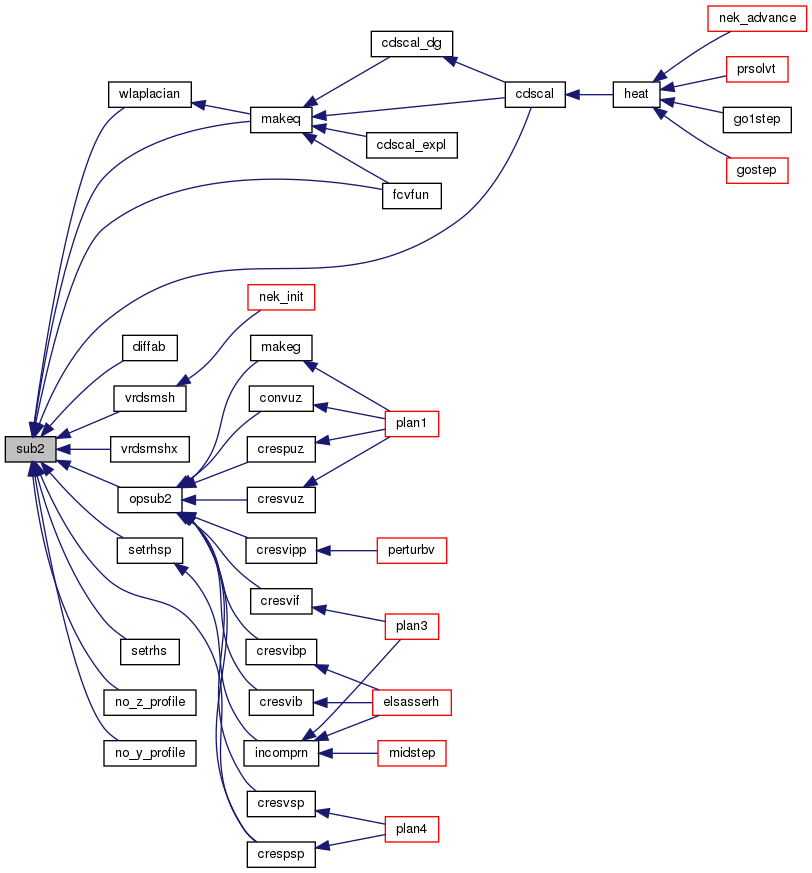 nek_advance
cdscal_dg
prsolvt
wlaplacian
cdscal
heat
makeq
go1step
cdscal_expl
gostep
fcvfun
nek_init
diffab
makeg
vrdsmsh
convuz
plan1
sub2
vrdsmshx
crespuz
opsub2
cresvuz
setrhsp
cresvipp
perturbv
cresvif
plan3
setrhs
cresvibp
no_z_profile
cresvib
elsasserh
no_y_profile
incomprn
midstep
cresvsp
plan4
crespsp